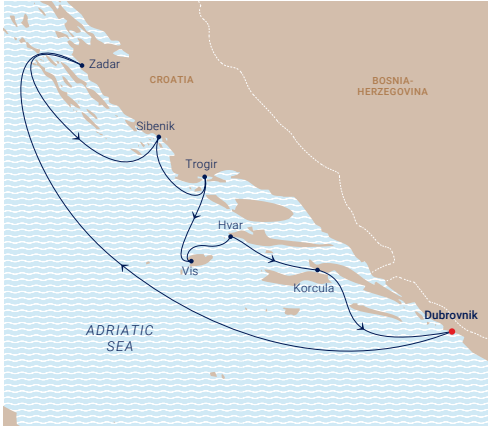 Zadar
CROATIA
BOSNIA-
HERZEGOVINA
Sibenik
Trogir
Hvar
Vis
Korcula
Dubrovnik
ADRIATIC
SEA